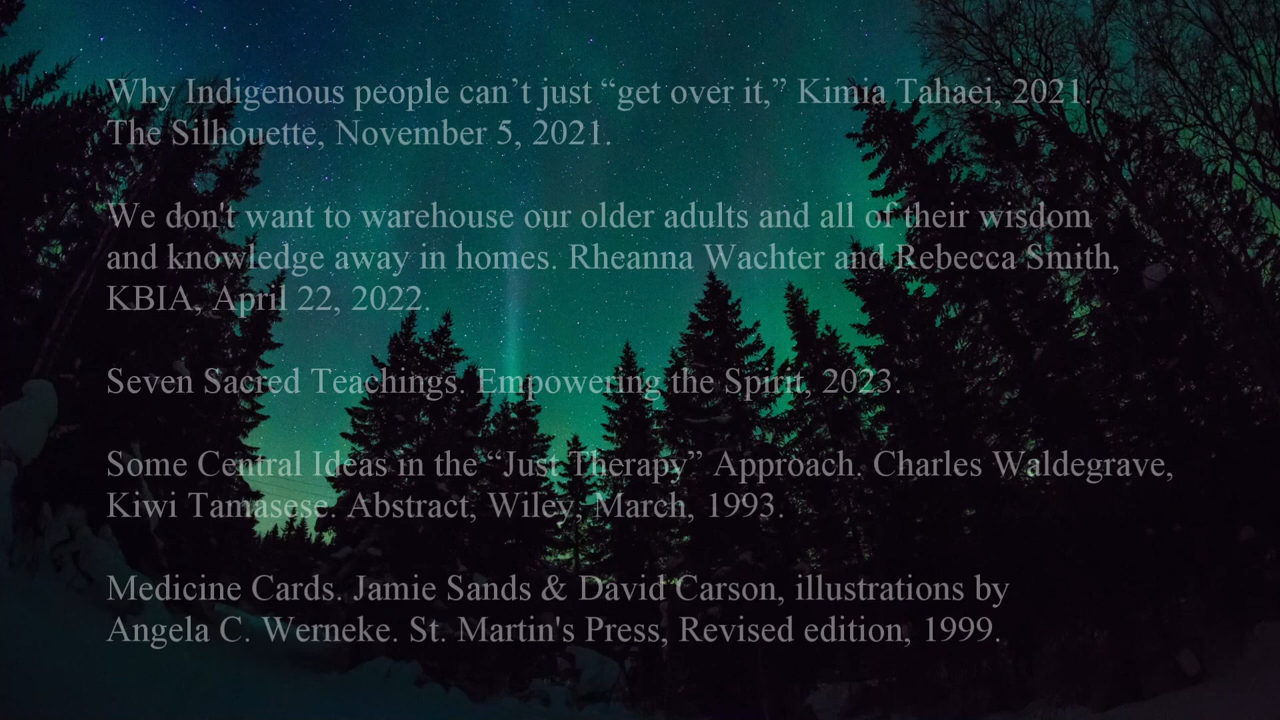 Why Indigenous people can’t just “get over it,” Kimia Tahaei, 2021.
The Silhouette, November 5, 2021.
We don't want to warehouse our older adults and all of their wisdom
and knowledge away in homes. Rheanna Wachter and Rebecca Smith,
KBIA, April 22, 2022.
Seven Sacred Teachings. Empowering the Spirit, 2023.
Some Central Ideas in the “Just Therapy” Approach. Charles Waldegrave,
Kiwi Tamasese. Abstract, Wiley. March, 1993.
Medicine Cards. Jamie Sands & David Carson, illustrations by
Angela C. Werneke. St. Martin's Press, Revised edition, 1999.